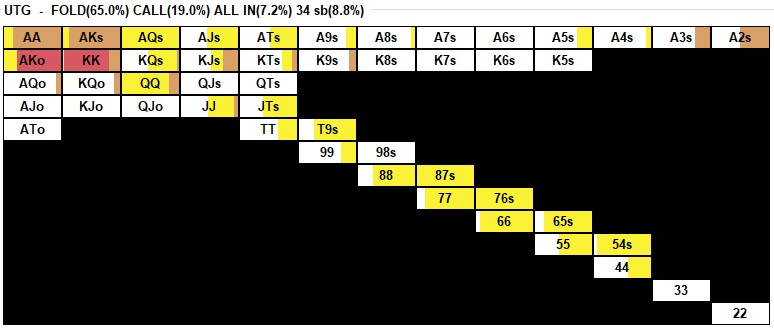 UTG - FOLD(65.0%) CALL(19.0%) ALL IN(7.2%) 34 sb(8.8%)
AA AKs AQs AJs ATs A9s A8s A7s A6s A5s A4s A3s A2s
AKo KK KQs KJs KTs K9s K8s K7s K6s K5s
AQo KQo QQ QJs QTs
AJo KJo QJo JJ JTs
ATo TT T9s
99 98s
88 87s
77 76s
66 65s
55 54s
44
33
22